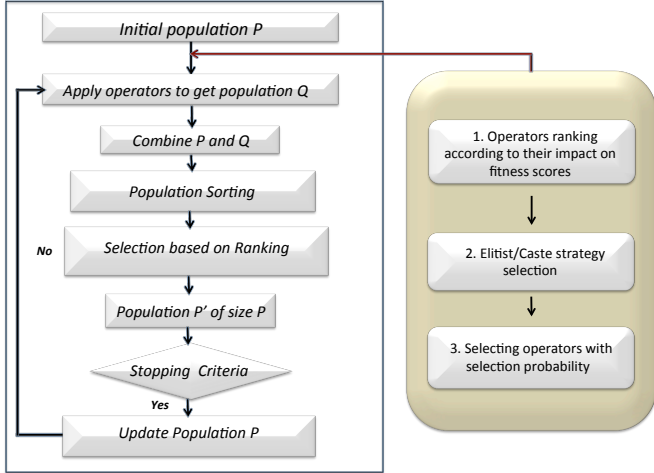 Initial population P
Apply operators to get population Q
Combine P and Q
Population Sorting
Selection based on Ranking
No
Population P’ of size P
Stopping Criteria
Yes
Update Population P
1. Operators ranking
according to their impact on
fitness scores
2. Elitist/Caste strategy
selection
3. Selecting operators with
selection probability